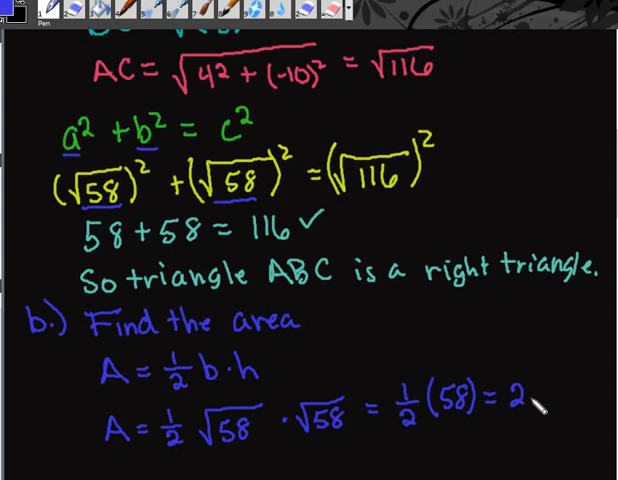 AC = √(42 + (-10)² = √116
a² + b² = c²
(√58)² + (√58)² = (√116)²
58 + 58 = 116 ✓
So triangle ABC is a right triangle.
b.) Find the area
A = 1/2 b · h
A = 1/2 √58 · √58 = 1/2 (58) = 2